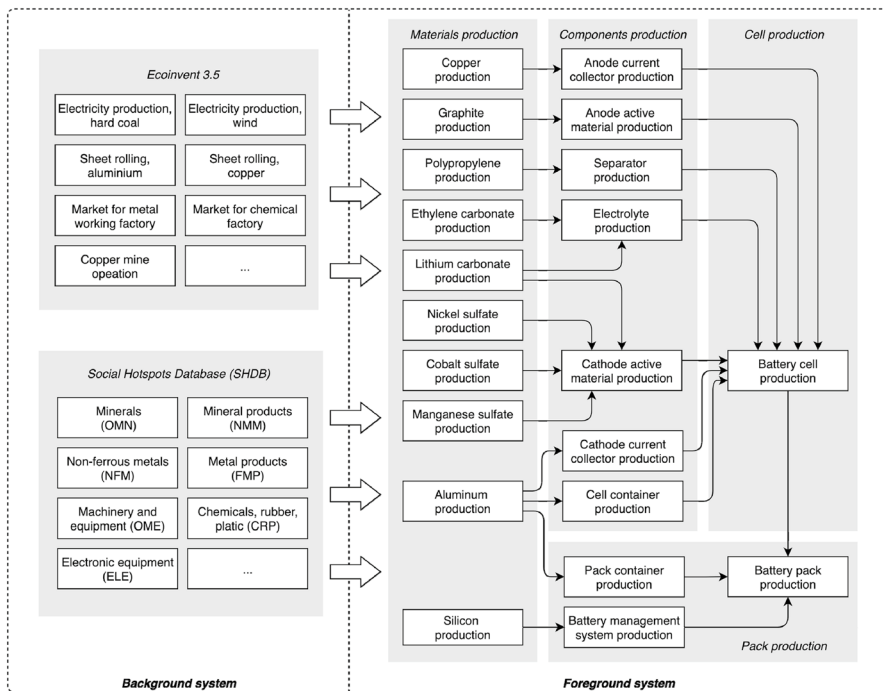 Ecoinvent 3.5
Electricity production,
hard coal
Electricity production,
wind
Sheet rolling,
aluminium
Sheet rolling,
copper
Market for metal
working factory
Market for chemical
factory
Copper mine
opeation
...
Social Hotspots Database (SHDB)
Minerals
(OMN)
Mineral products
(NMM)
Non-ferrous metals
(NFM)
Metal products
(FMP)
Machinery and
equipment (OME)
Chemicals, rubber,
platic (CRP)
Electronic equipment
(ELE)
...
Background system
Materials production
Copper
production
Graphite
production
Polypropylene
production
Ethylene carbonate
production
Lithium carbonate
production
Nickel sulfate
production
Cobalt sulfate
production
Manganese sulfate
production
Aluminum
production
Silicon
production
Components production
Anode current
collector production
Anode active
material production
Separator
production
Electrolyte
production
Cathode active
material production
Cathode current
collector production
Cell container
production
Cell production
Battery cell
production
Pack container
production
Battery pack
production
Battery management
system production
Pack production
Foreground system